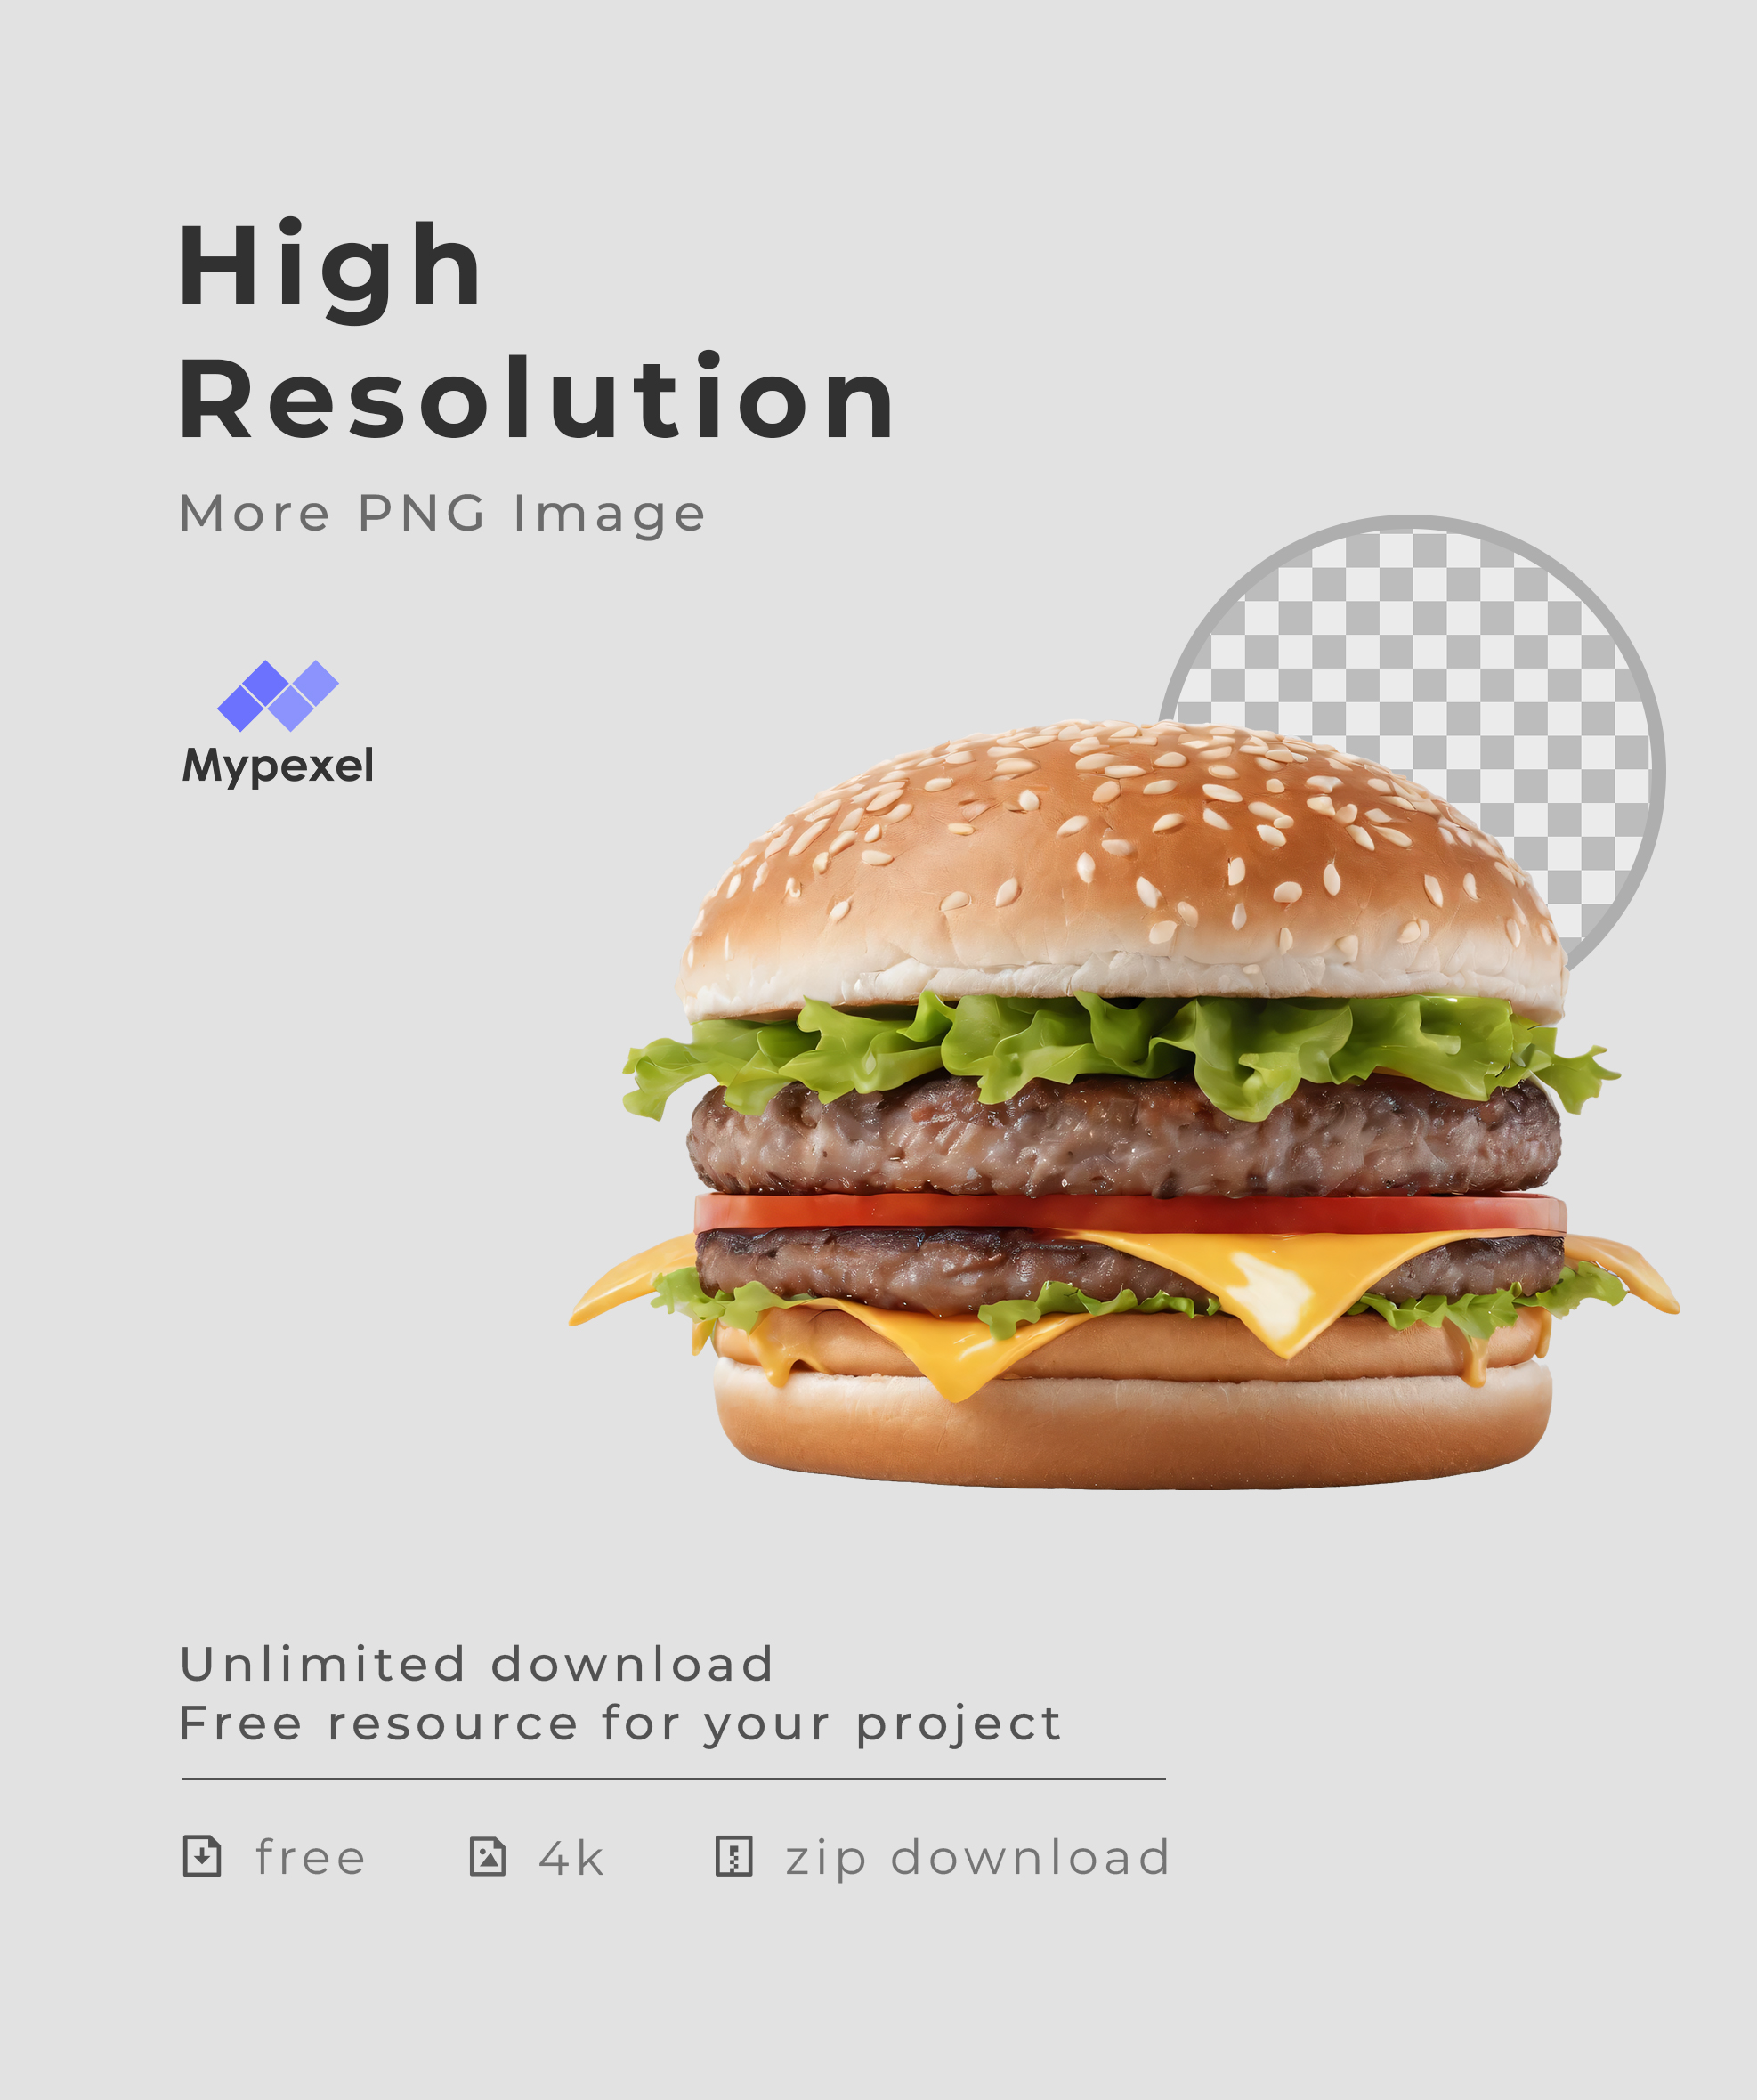 High
Resolution
More PNG Image
Mypexel
Unlimited download
Free resource for your project
free
4k
zip download